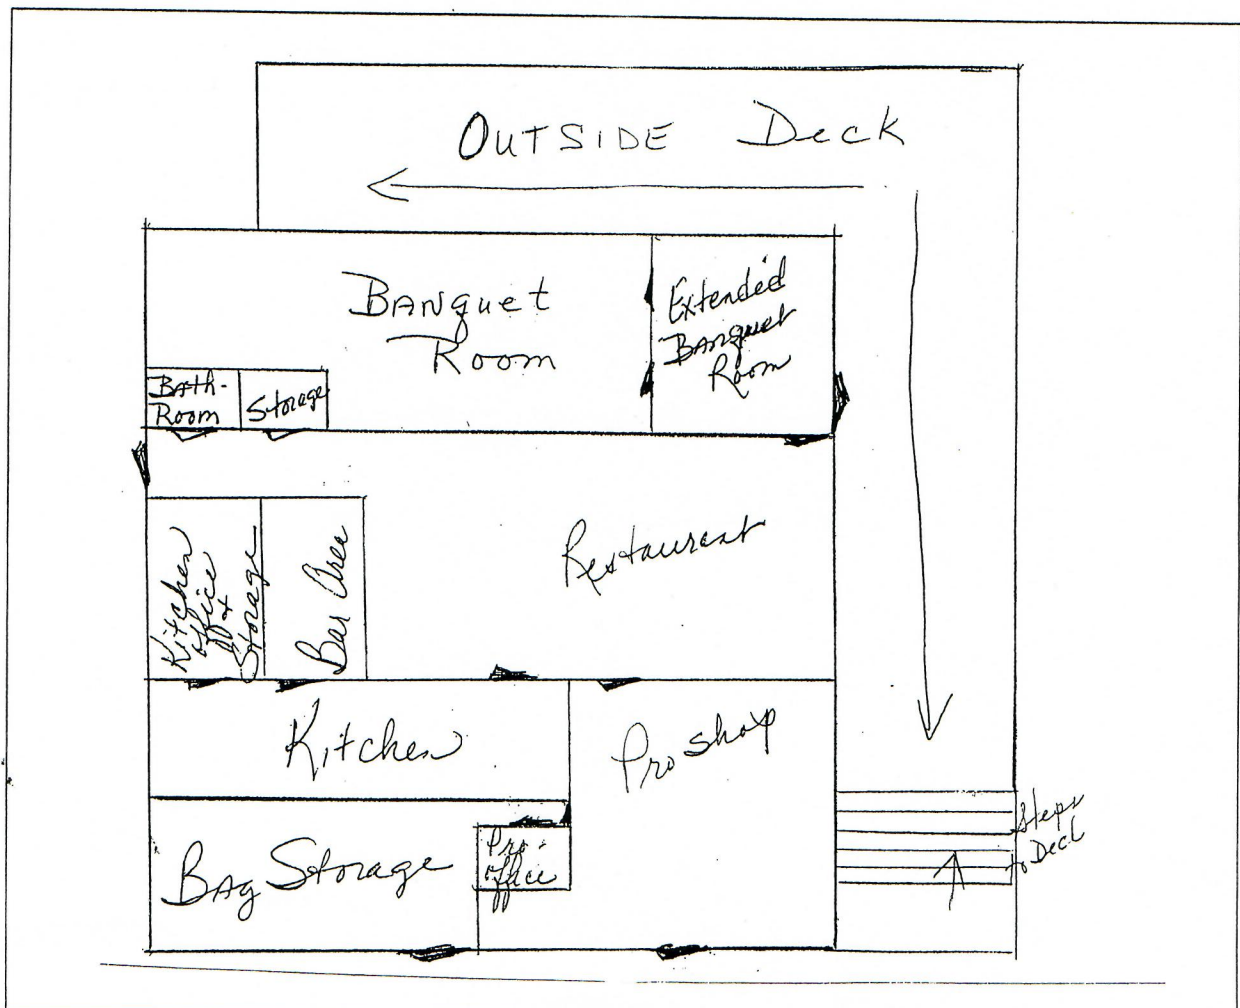 OUTSIDE Deck
BANquet
Room
Extended
BANquet
Room
Bath-
Room
Storage
Kitchen
office
&
Storage
Bar Area
Restaurant
Kitchen
Pro Shop
Steps
to Deck
Bag Storage
Pro-
office